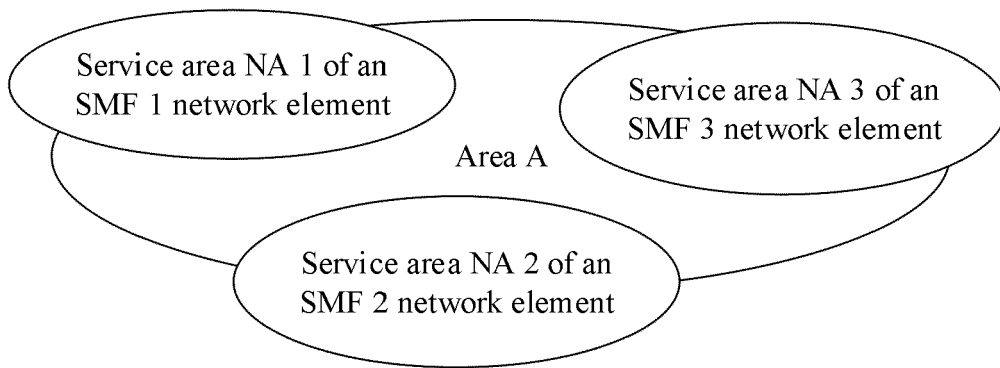 Service area NA 1 of an
SMF 1 network element
Service area NA 3 of an
SMF 3 network element
Area A
Service area NA 2 of an
SMF 2 network element